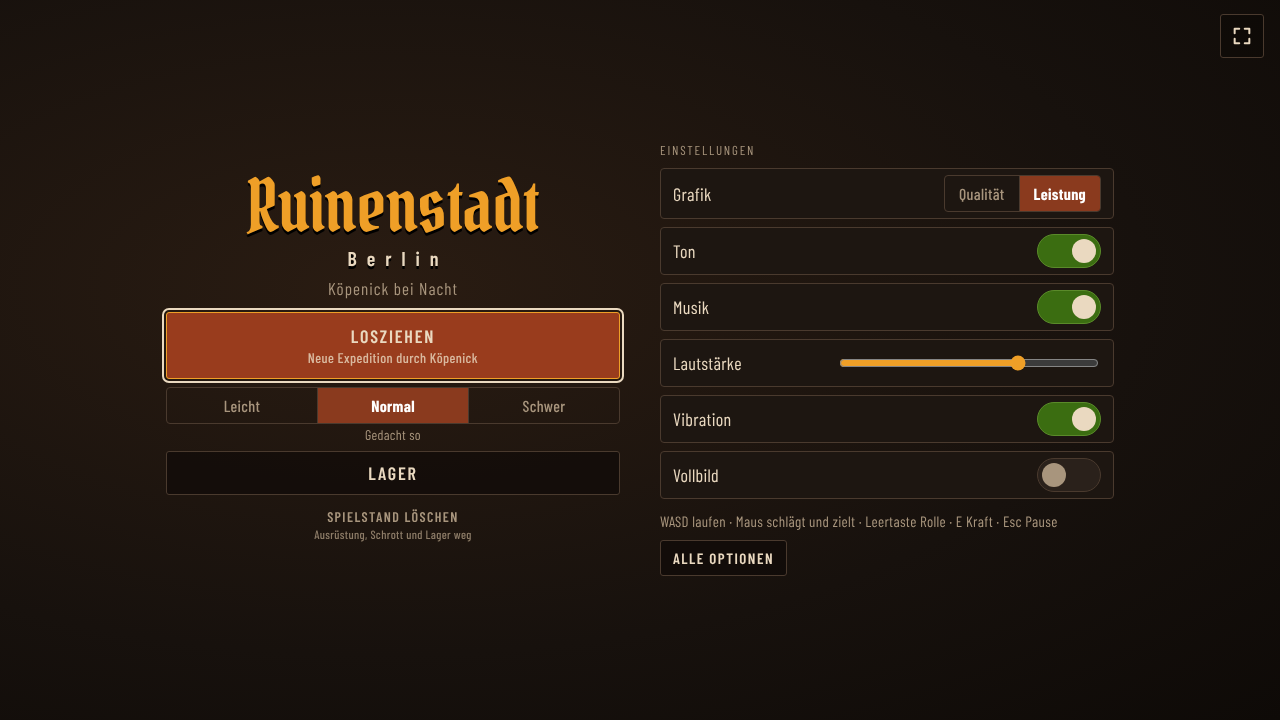 Ruinenstadt
Berlin
Köpenick bei Nacht
LOSZIEHEN
Neue Expedition durch Köpenick
Leicht Normal Schwer
Gedacht so
LAGER
SPIELSTAND LÖSCHEN
Ausrüstung, Schrott und Lager weg
EINSTELLUNGEN
Grafik Qualität Leistung
Ton
Musik
Lautstärke
Vibration
Vollbild
WASD laufen · Maus schlägt und zielt · Leertaste Rolle · E Kraft · Esc Pause
ALLE OPTIONEN